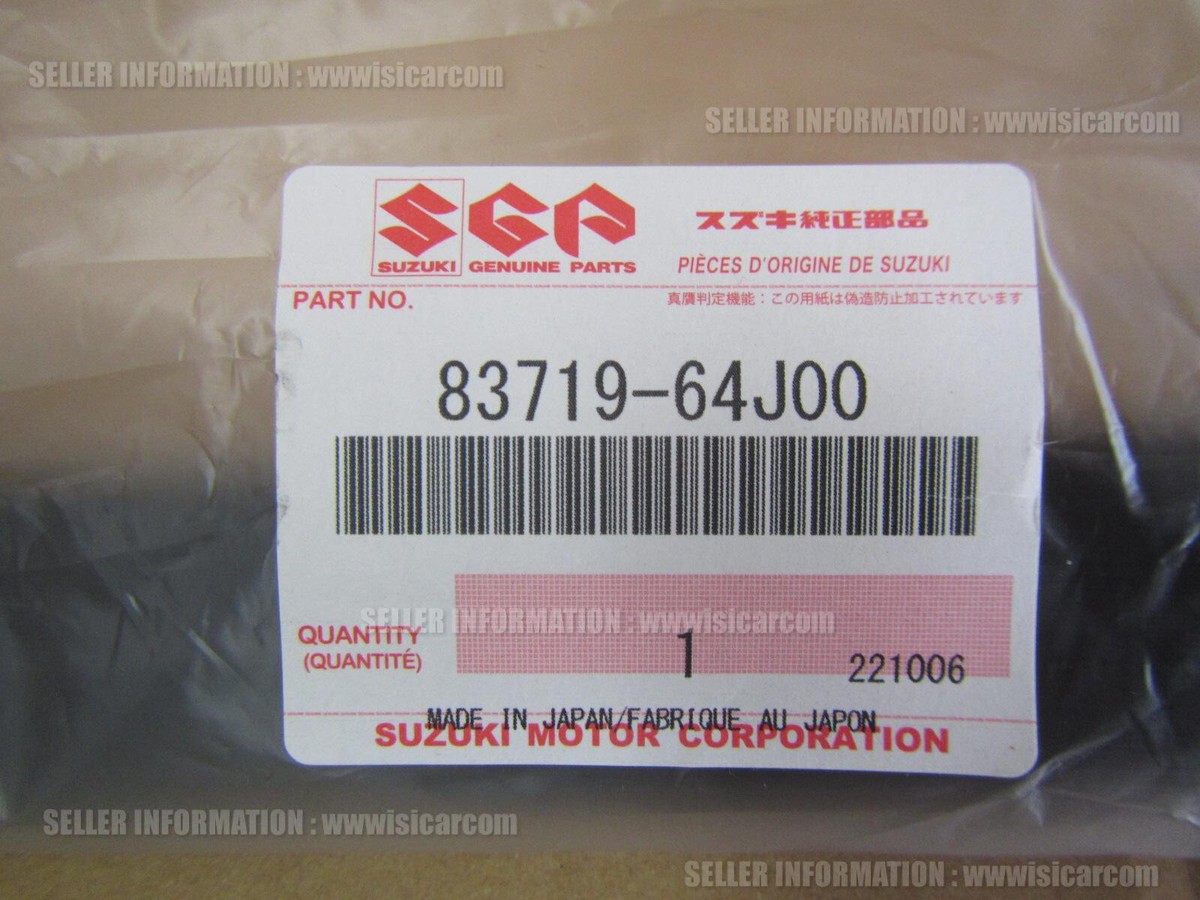 SELLER INFORMATION : wwwisicarcom
SELLER INFORMATION : wwwisicarcom
SGP スズキ純正部品
SUZUKI GENUINE PARTS PIÈCES D'ORIGINE DE SUZUKI
PART NO. 真贋判定機能：この用紙は偽造防止加工されています
83719-64J00
SELLER INFORMATION : wwwisicarcom
QUANTITY
(QUANTITÉ) 1 221006
MADE IN JAPAN/FABRIQUE AU JAPON
SUZUKI MOTOR CORPORATION
SELLER INFORMATION : wwwisicarcom
SELLER INFORMATION : wwwisicarcom